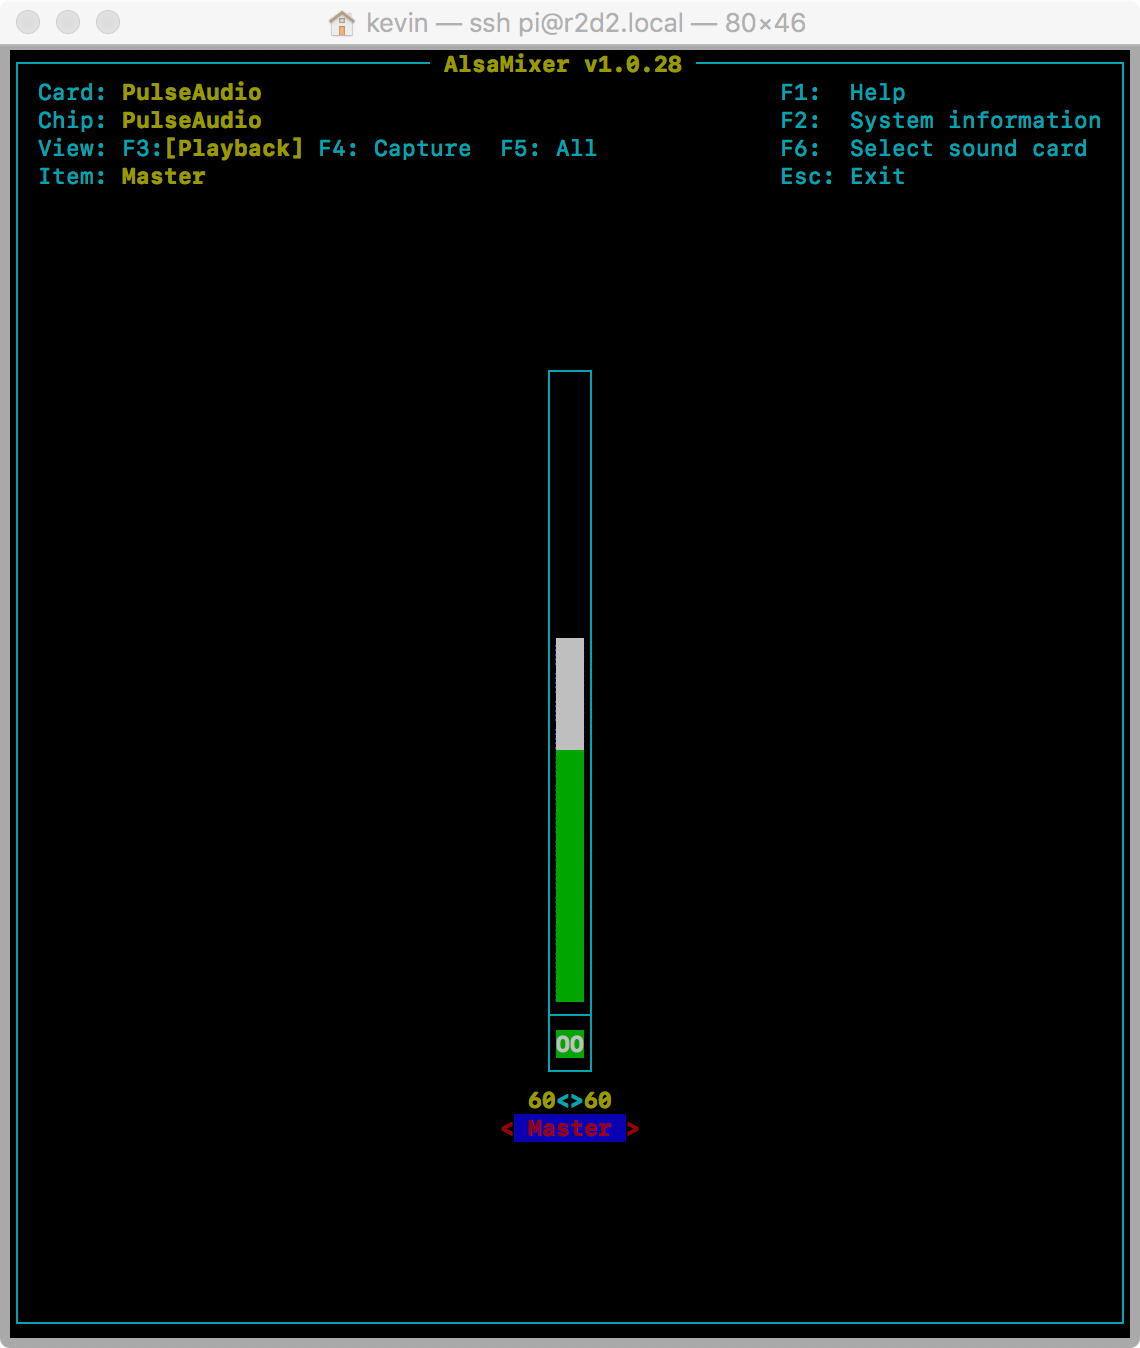 kevin — ssh pi@r2d2.local — 80×46
AlsaMixer v1.0.28
Card: PulseAudio F1: Help
Chip: PulseAudio F2: System information
View: F3:[Playback] F4: Capture F5: All F6: Select sound card
Item: Master Esc: Exit
OO
60<>60
< Master >